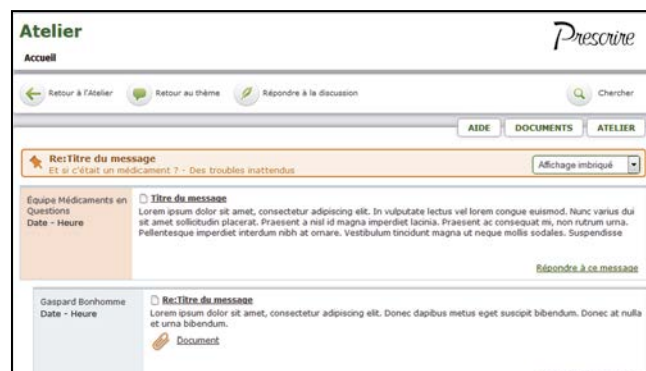 Atelier
Prescrire
Accueil
Retour à l'Atelier
Retour au thème
Répondre à la discussion
Chercher
AIDE
DOCUMENTS
ATELIER
Re:Titre du message
Et si c'était un médicament ? - Des troubles inattendus
Affichage imbriqué
Equipe Médicaments en
Questions
Date - Heure
Titre du message
Lorem ipsum dolor sit amet, consectetur adipiscing elit. In vulputate lectus vel lorem congue euismod. Nunc varius dui
sit amet sollicitudin placerat. Praesent a nisl id magna imperdiet lacinia. Praesent ac consequat mi, non rutrum urna.
Pellentesque imperdiet interdum nibh at ornare. Vestibulum tincidunt magna ut neque mollis sodales. Suspendisse
Répondre à ce message
Gaspard Bonhomme
Date - Heure
Re:Titre du message
Lorem ipsum dolor sit amet, consectetur adipiscing elit. Donec dapibus metus eget suscipit bibendum. Donec at nulla
et urna bibendum.
Document